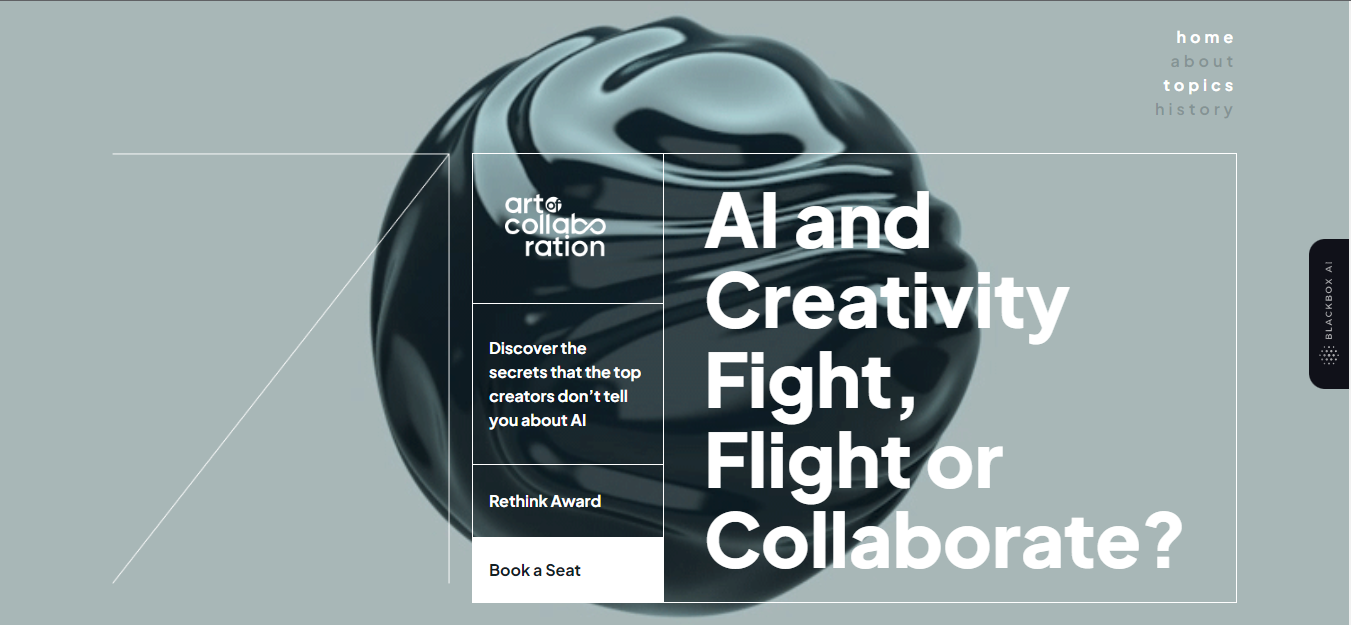 home
about
topics
history
art of
collabo
ration
AI and
Creativity
Fight,
Flight or
Collaborate?
Discover the
secrets that the top
creators don’t tell
you about AI
Rethink Award
Book a Seat
BLACKBOX AI